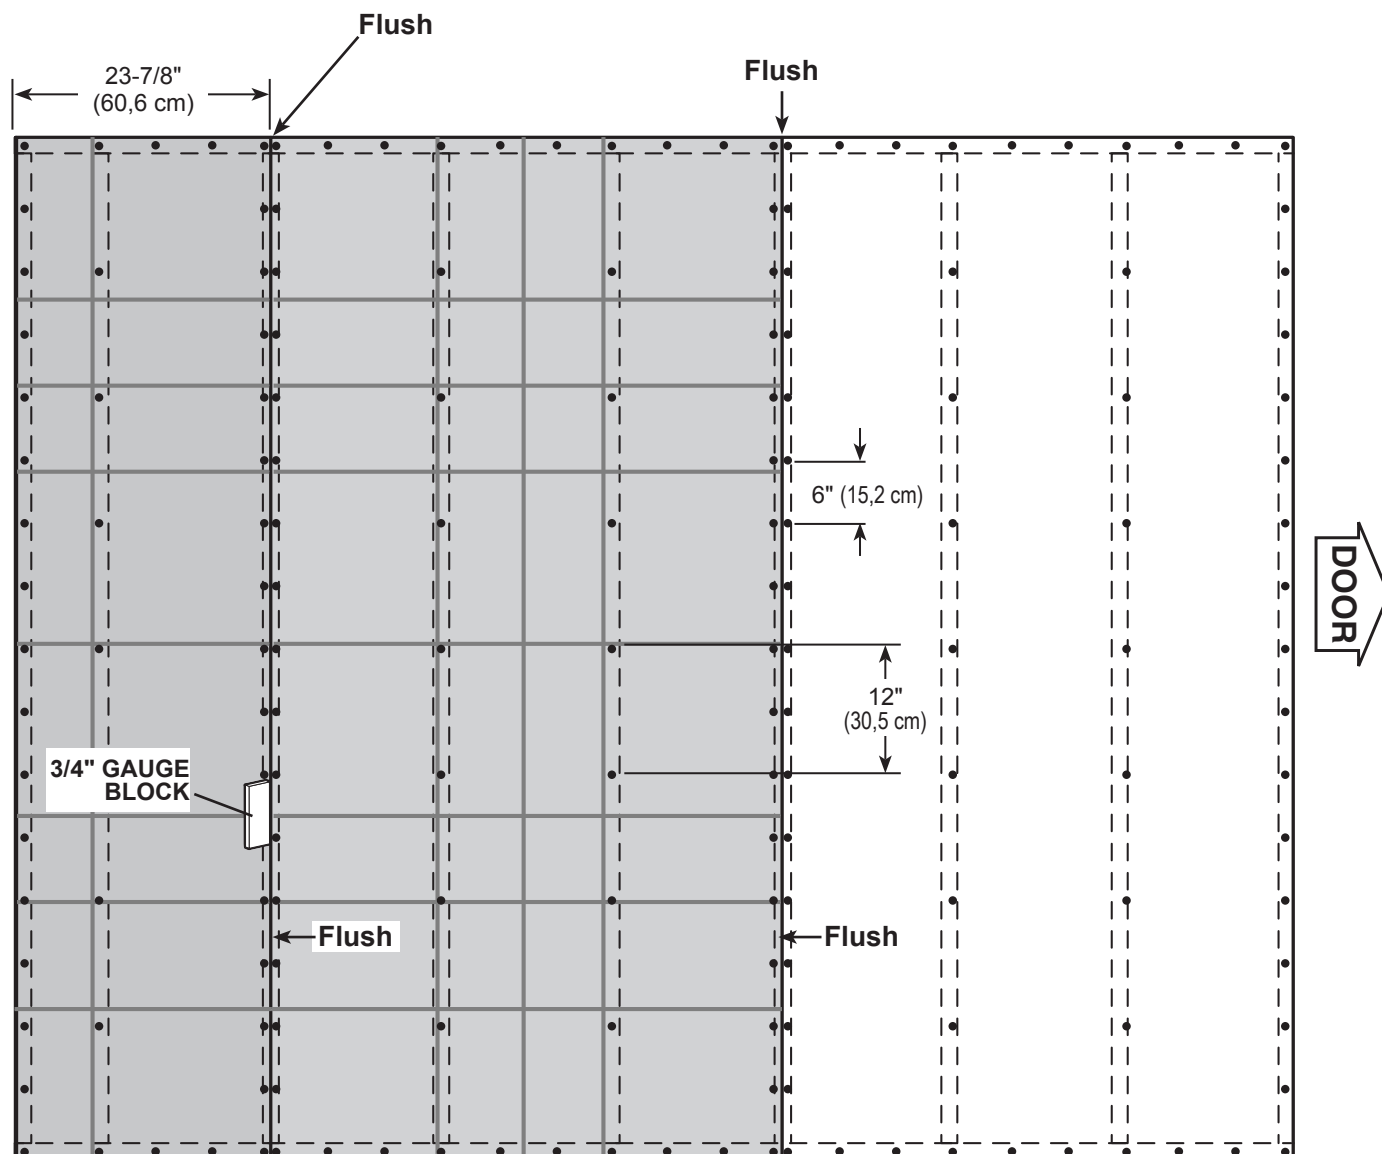 Flush
Flush
23-7/8"
(60,6 cm)
6" (15,2 cm)
DOOR
12"
(30,5 cm)
3/4" GAUGE
BLOCK
Flush
Flush